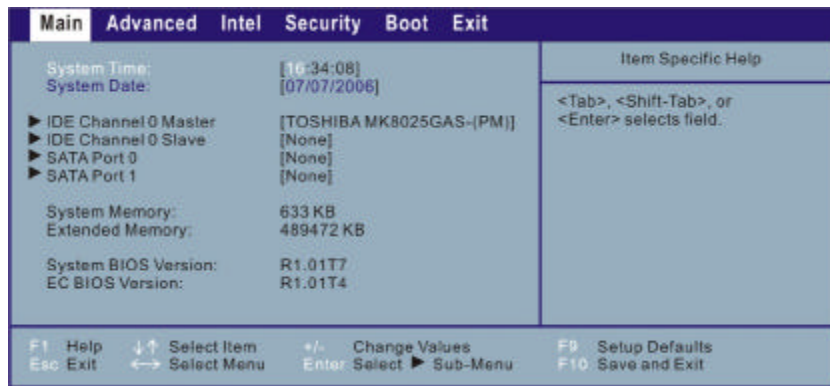 Main Advanced Intel Security Boot Exit
System Time: [16:34:08]
System Date: [07/07/2006]
▶ IDE Channel 0 Master [TOSHIBA MK8025GAS-(PM)]
▶ IDE Channel 0 Slave [None]
▶ SATA Port 0 [None]
▶ SATA Port 1 [None]
System Memory: 633 KB
Extended Memory: 489472 KB
System BIOS Version: R1.01T7
EC BIOS Version: R1.01T4
Item Specific Help
<Tab>, <Shift-Tab>, or
<Enter> selects field.
F1 Help ↓↑ Select Item +/- Change Values F9 Setup Defaults
Esc Exit ←→ Select Menu Enter Select ▶ Sub-Menu F10 Save and Exit